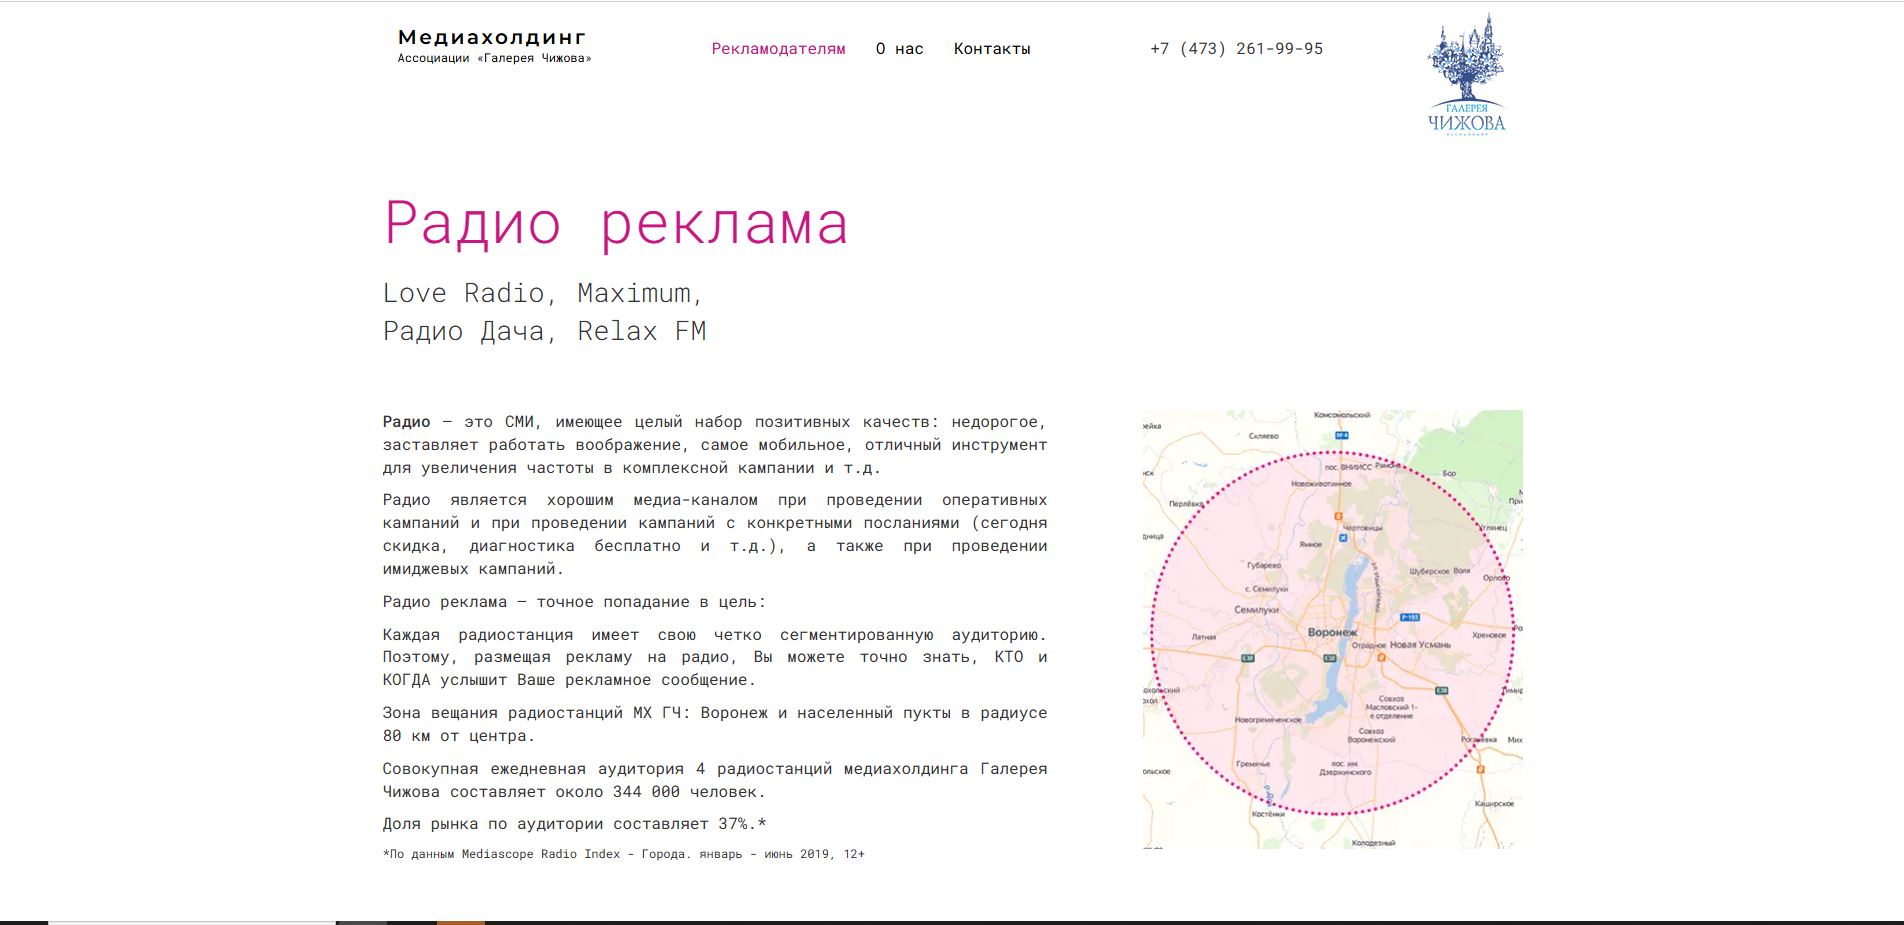 Медиахолдинг
Ассоциации «Галерея Чижова»
Рекламодателям
О нас
Контакты
+7 (473) 261-99-95
ГАЛЕРЕЯ
ЧИЖОВА
Радио реклама
Love Radio, Maximum,
Радио Дача, Relax FM
Радио – это СМИ, имеющее целый набор позитивных качеств: недорогое,
заставляет работать воображение, самое мобильное, отличный инструмент
для увеличения частоты в комплексной кампании и т.д.
Радио является хорошим медиа-каналом при проведении оперативных
кампаний и при проведении кампаний с конкретными посланиями (сегодня
скидка, диагностика бесплатно и т.д.), а также при проведении
имиджевых кампаний.
Радио реклама – точное попадание в цель:
Каждая радиостанция имеет свою четко сегментированную аудиторию.
Поэтому, размещая рекламу на радио, Вы можете точно знать, КТО и
КОГДА услышит Ваше рекламное сообщение.
Зона вещания радиостанций МХ ГЧ: Воронеж и населенный пукты в радиусе
80 км от центра.
Совокупная ежедневная аудитория 4 радиостанций медиахолдинга Галерея
Чижова составляет около 344 000 человек.
Доля рынка по аудитории составляет 37%.*
*По данным Mediascope Radio Index - Города. январь - июнь 2019, 12+
Комсомольский
Скляево
М-4
пос. ВНИИСС
Бор
Новоживотинное
Перлёвка
Чертовицы
Ямное
Губарево
Шуберское
Воля
с. Семилуки
Семилуки
Р-193
Воронеж
Латная
Хреновое
Отрадное
Новая Усмань
E38
E38
E38
Совхоз
Масловский 1-
е отделение
Новогремяченское
Совхоз
Воронежский
Рогачёвка
Гремячье
пос. им.
Дзержинского
Каширское
Костёнки
Колодезный